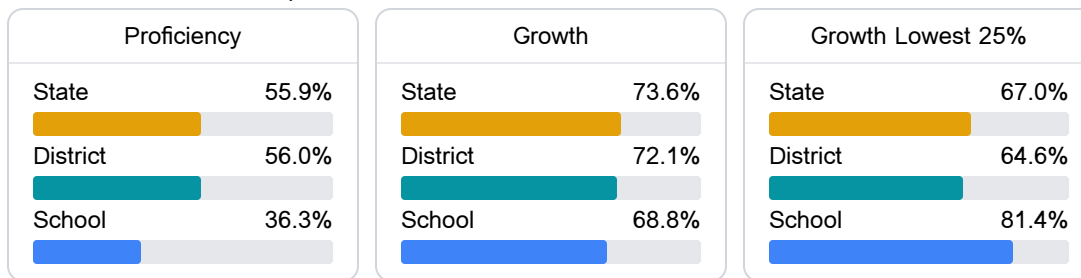 Proficiency
State 55.9%
District 56.0%
School 36.3%
Growth
State 73.6%
District 72.1%
School 68.8%
Growth Lowest 25%
State 67.0%
District 64.6%
School 81.4%